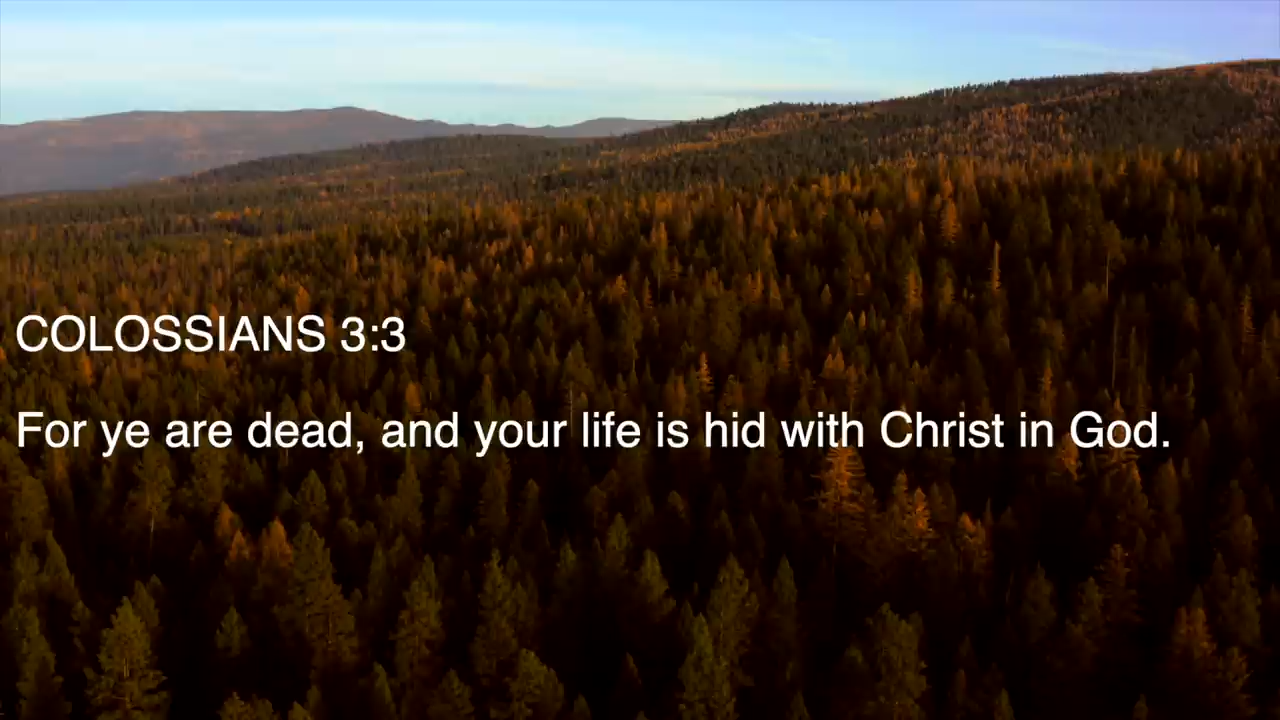 COLOSSIANS 3:3
For ye are dead, and your life is hid with Christ in God.